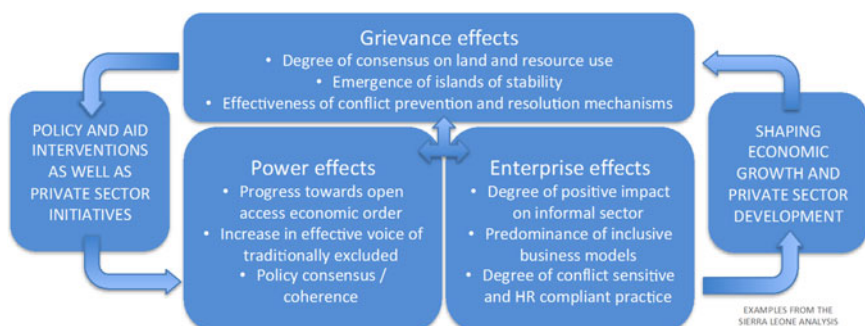 Grievance effects
• Degree of consensus on land and resource use
• Emergence of islands of stability
• Effectiveness of conflict prevention and resolution mechanisms
POLICY AND AID
INTERVENTIONS
AS WELL AS
PRIVATE SECTOR
INITIATIVES
Power effects
• Progress towards open
access economic order
• Increase in effective voice of
traditionally excluded
• Policy consensus /
coherence
Enterprise effects
• Degree of positive impact
on informal sector
• Predominance of inclusive
business models
• Degree of conflict sensitive
and HR compliant practice
SHAPING
ECONOMIC
GROWTH AND
PRIVATE SECTOR
DEVELOPMENT
EXAMPLES FROM THE
SIERRA LEONE ANALYSIS